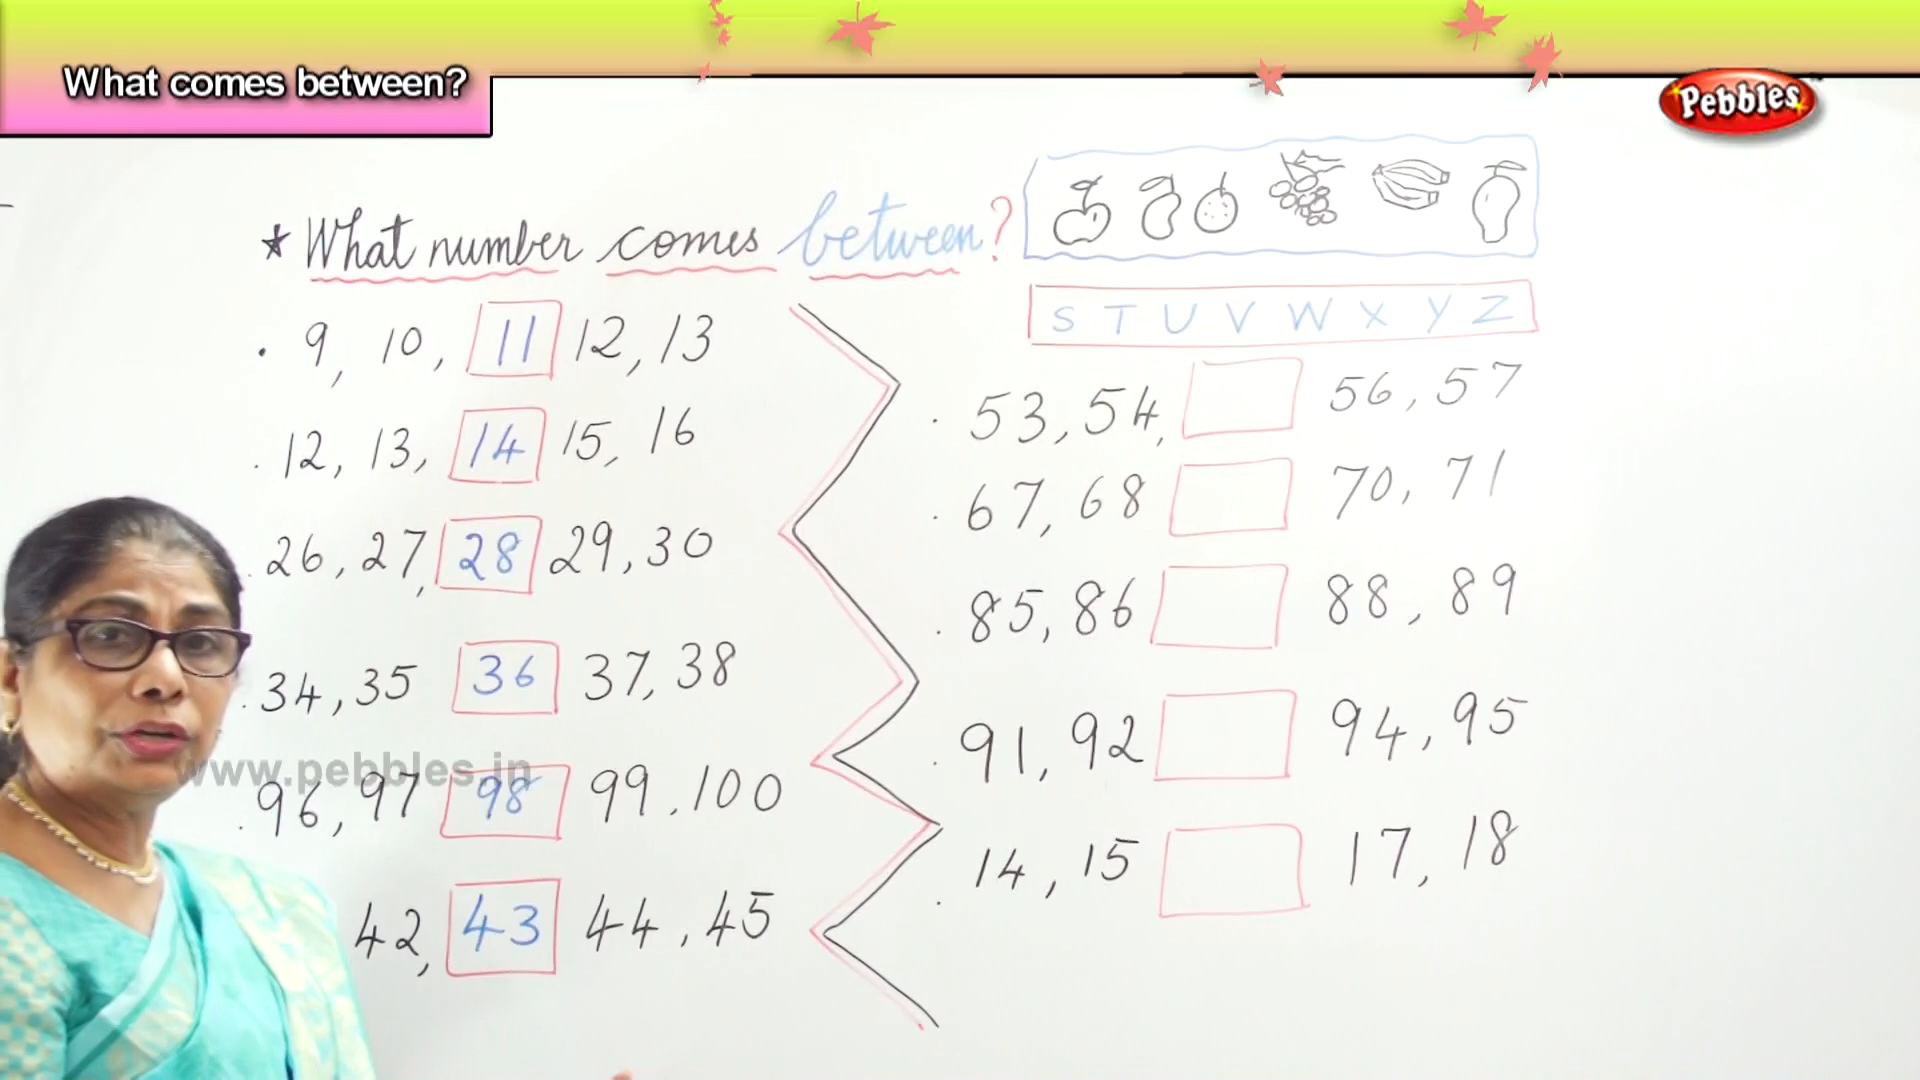 What comes between?
Pebbles
★ What number comes between?
S T U V W X Y Z
. 9, 10, 11 12, 13
. 12, 13, 14 15, 16
. 26, 27, 28 29, 30
. 34, 35 36 37, 38
. 96, 97 98 99, 100
42, 43 44, 45
. 53, 54, 56, 57
. 67, 68 70, 71
. 85, 86 88, 89
. 91, 92 94, 95
. 14, 15 17, 18
www.pebbles.in